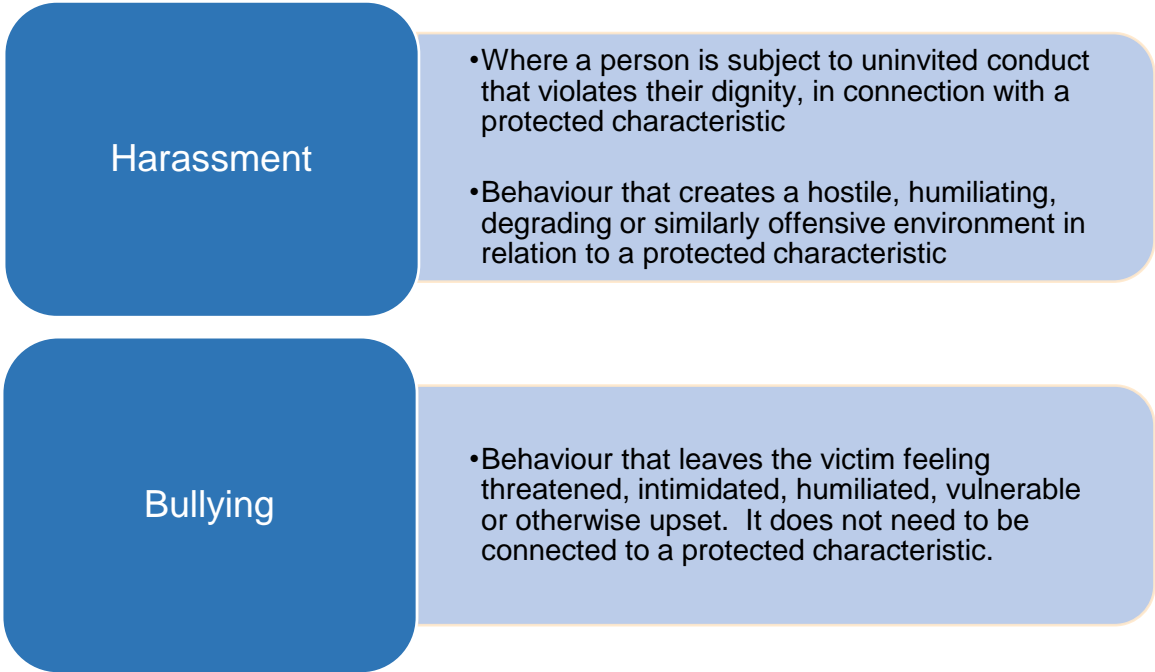 Harassment
•Where a person is subject to uninvited conduct
that violates their dignity, in connection with a
protected characteristic
•Behaviour that creates a hostile, humiliating,
degrading or similarly offensive environment in
relation to a protected characteristic
Bullying
•Behaviour that leaves the victim feeling
threatened, intimidated, humiliated, vulnerable
or otherwise upset.  It does not need to be
connected to a protected characteristic.